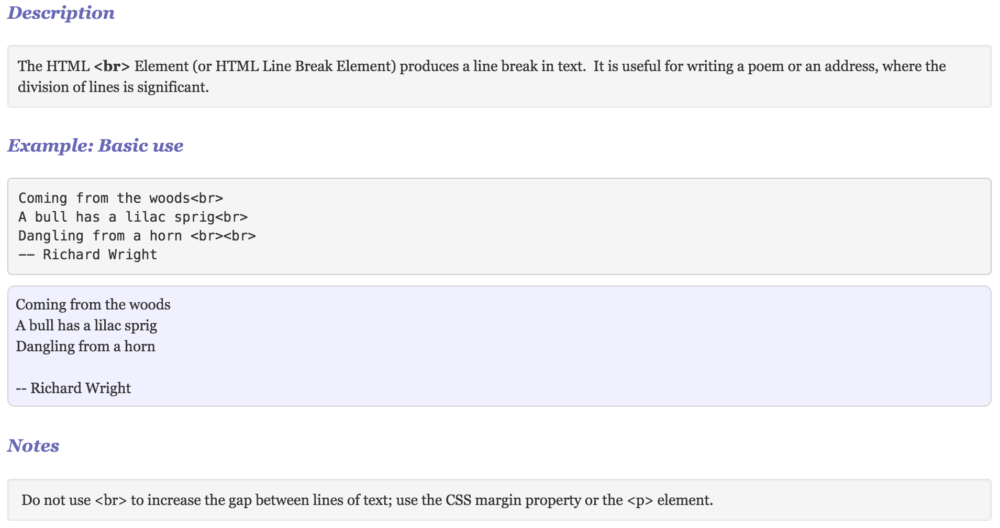 Description
The HTML <br> Element (or HTML Line Break Element) produces a line break in text.  It is useful for writing a poem or an address, where the
division of lines is significant.
Example: Basic use
Coming from the woods<br>
A bull has a lilac sprig<br>
Dangling from a horn <br><br>
-- Richard Wright
Coming from the woods
A bull has a lilac sprig
Dangling from a horn
-- Richard Wright
Notes
Do not use <br> to increase the gap between lines of text; use the CSS margin property or the <p> element.